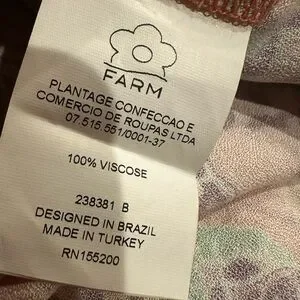 FARM
PLANTAGE CONFECCAO E
COMERCIO DE ROUPAS LTDA
07.515.551/0001-37
100% VISCOSE
238381 B
DESIGNED IN BRAZIL
MADE IN TURKEY
RN155200